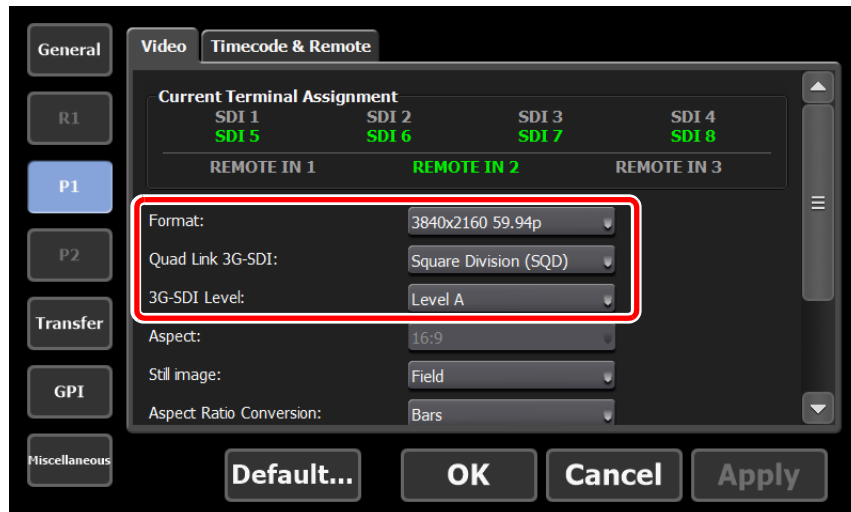 General
Video
Timecode & Remote
R1
P1
P2
Transfer
GPI
Miscellaneous
Current Terminal Assignment
SDI 1 SDI 2 SDI 3 SDI 4
SDI 5 SDI 6 SDI 7 SDI 8
REMOTE IN 1 REMOTE IN 2 REMOTE IN 3
Format: 3840x2160 59.94p
Quad Link 3G-SDI: Square Division (SQD)
3G-SDI Level: Level A
Aspect: 16:9
Still image: Field
Aspect Ratio Conversion: Bars
Default... OK Cancel Apply